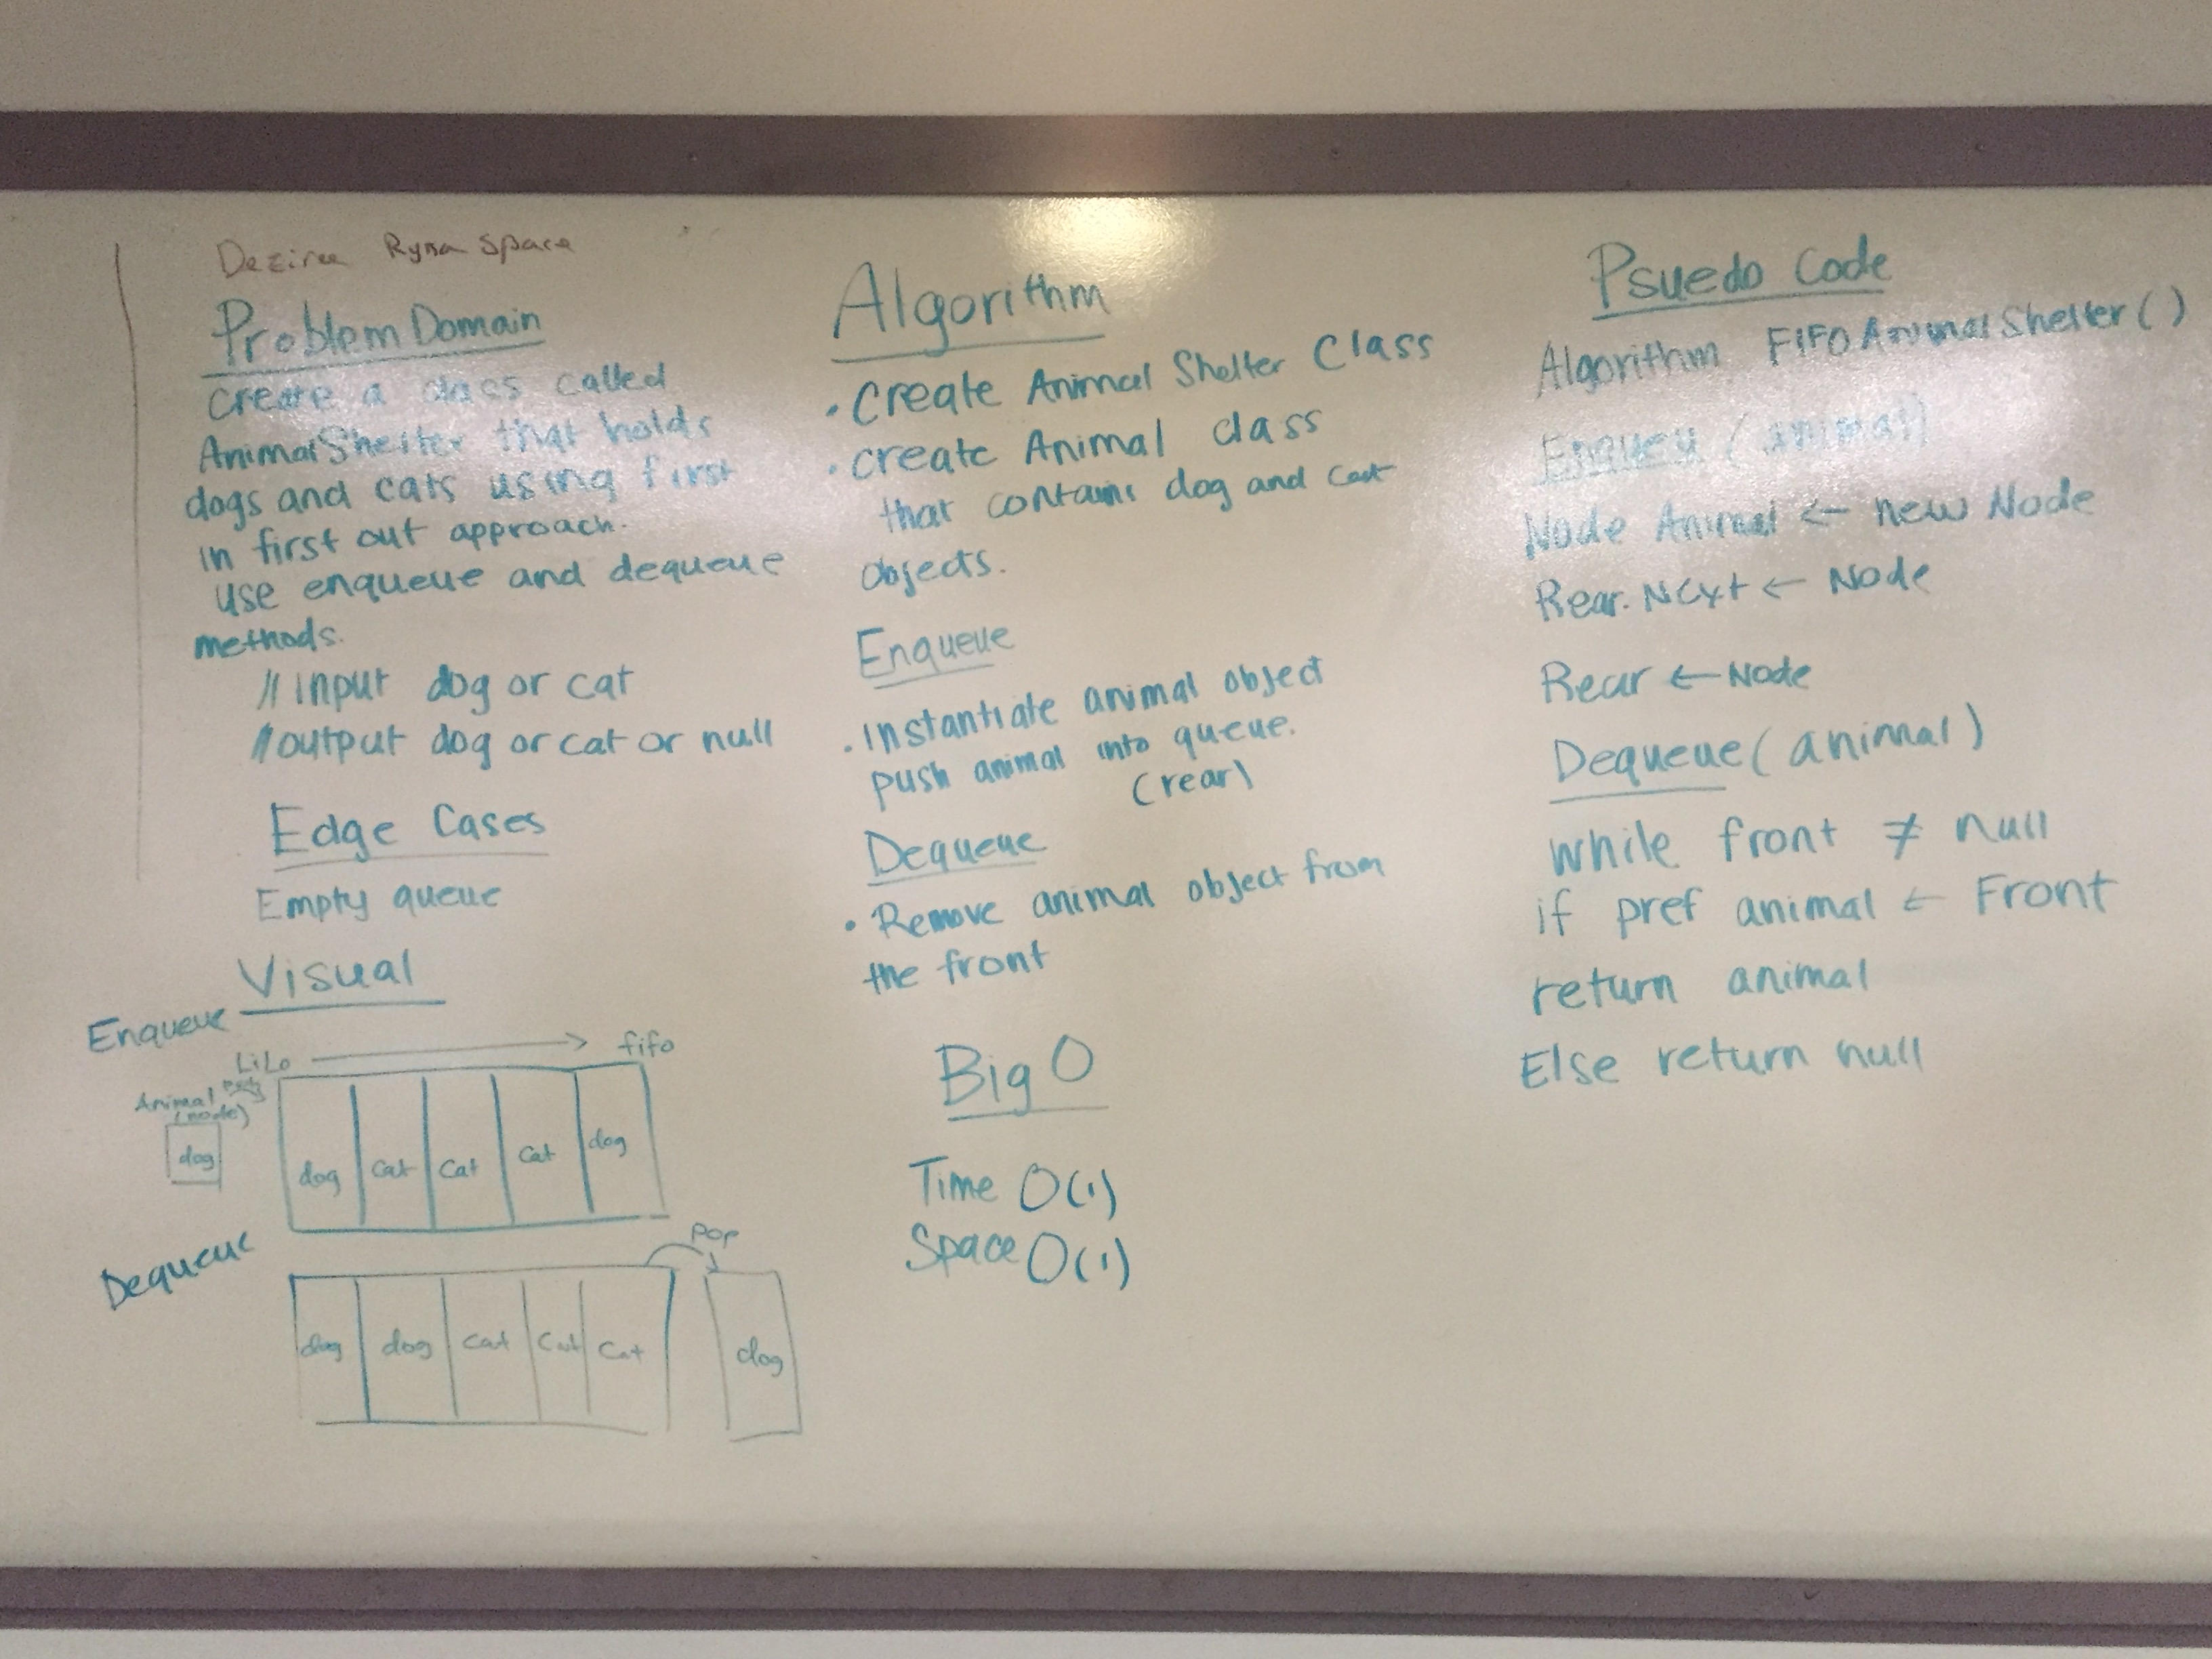 Deziree Ryna Space
Problem Domain
Create a class called
AnimalShelter that holds
dogs and cats using first
in first out approach.
use enqueue and dequeue
methods.
// input dog or cat
// output dog or cat or null
Edge Cases
Empty queue
Visual
Enqueue
LiLo → fifo
Animal
(node)
dog
dog cat cat cat dog
Dequeue
pop
dog dog cat cat cat dog
Algorithm
• Create Animal Shelter Class
• create Animal class
that contains dog and cat
objects.
Enqueue
• Instantiate animal object
push animal into queue.
(rear)
Dequeue
• Remove animal object from
the front
Big O
Time O(1)
Space O(1)
Psuedo Code
Algorithm FIFOAnimalShelter()
Enqueu (animal)
Node Animal ← new Node
Rear.Next ← Node
Rear ← Node
Dequeue(animal)
while front ≠ null
if pref animal ← Front
return animal
Else return null